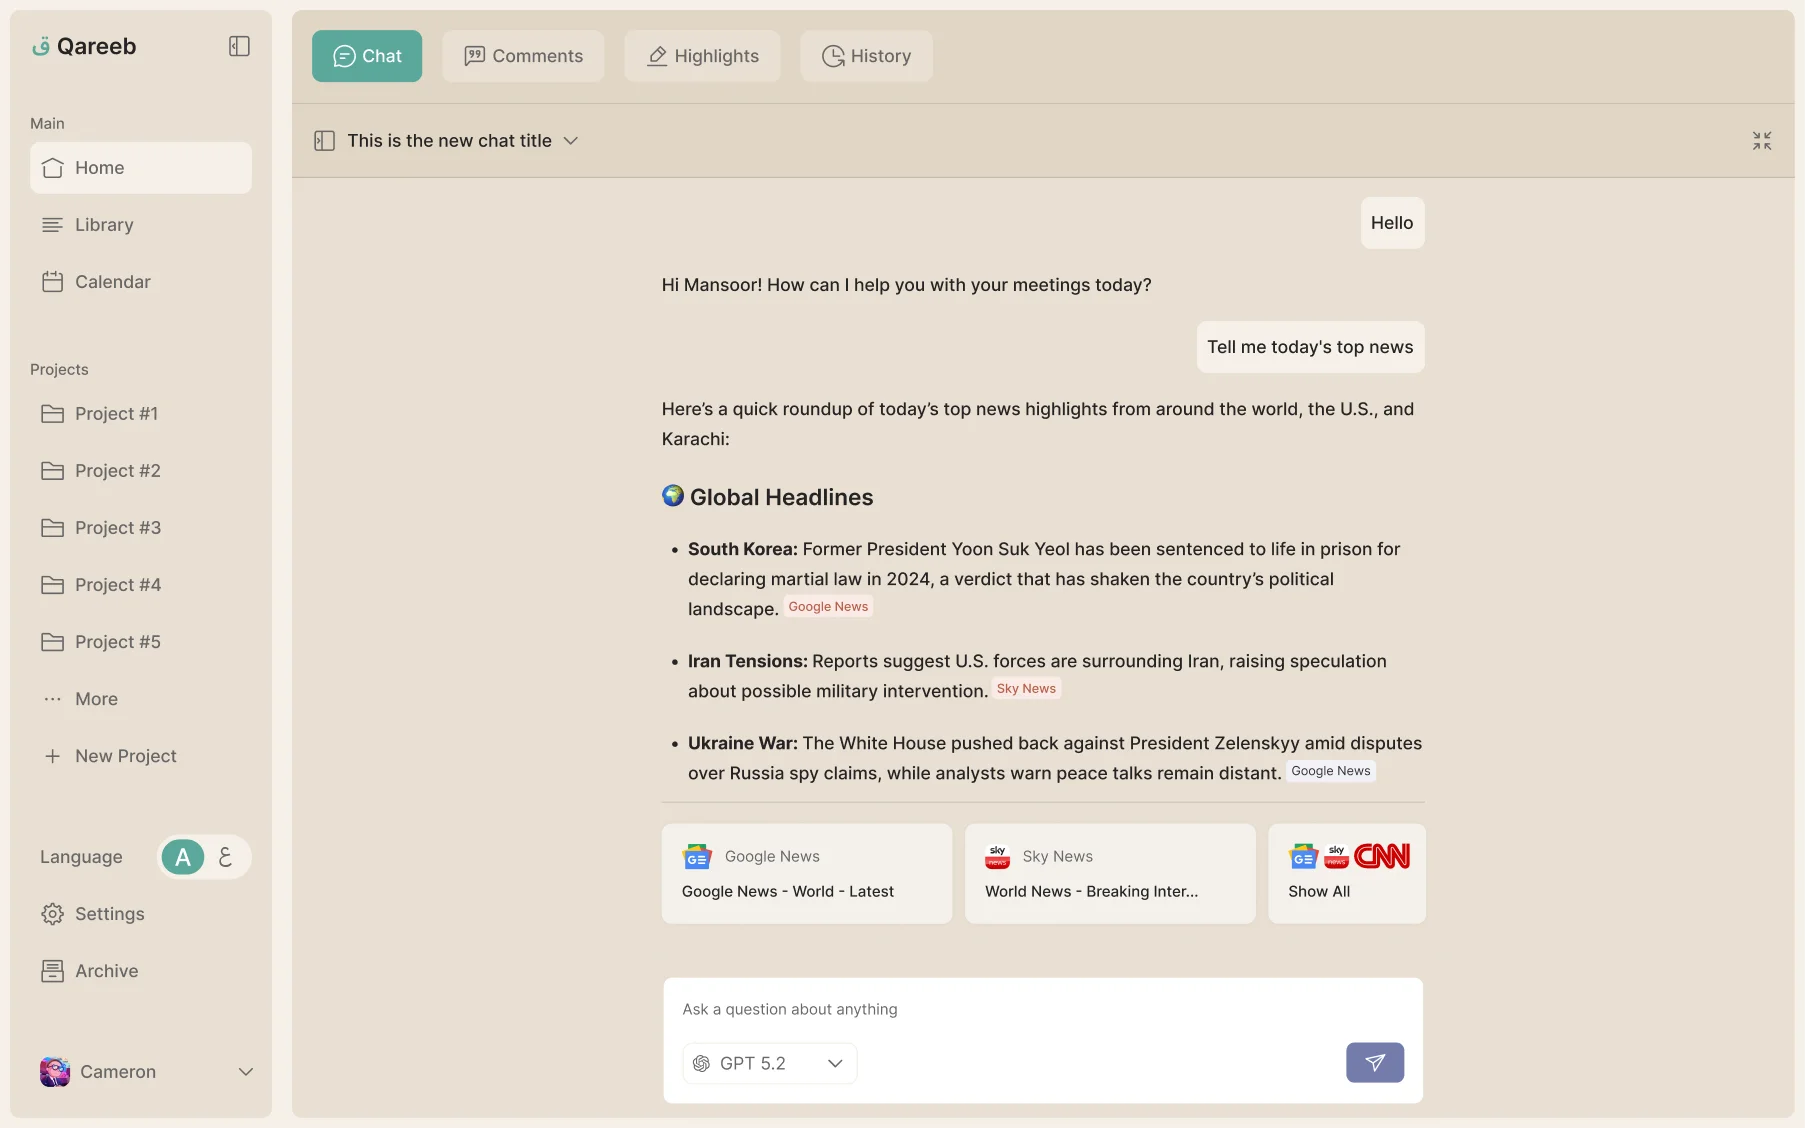 ق Qareeb
Main
Home
Library
Calendar
Projects
Project #1
Project #2
Project #3
Project #4
Project #5
More
New Project
Language A ع
Settings
Archive
Cameron
Chat
Comments
Highlights
History
This is the new chat title
Hello
Hi Mansoor! How can I help you with your meetings today?
Tell me today's top news
Here’s a quick roundup of today’s top news highlights from around the world, the U.S., and
Karachi:
🌍 Global Headlines
• South Korea: Former President Yoon Suk Yeol has been sentenced to life in prison for
declaring martial law in 2024, a verdict that has shaken the country’s political
landscape. Google News
• Iran Tensions: Reports suggest U.S. forces are surrounding Iran, raising speculation
about possible military intervention. Sky News
• Ukraine War: The White House pushed back against President Zelenskyy amid disputes
over Russia spy claims, while analysts warn peace talks remain distant. Google News
GE Google News
Google News - World - Latest
sky news Sky News
World News - Breaking Inter...
GE sky news CNN
Show All
Ask a question about anything
GPT 5.2